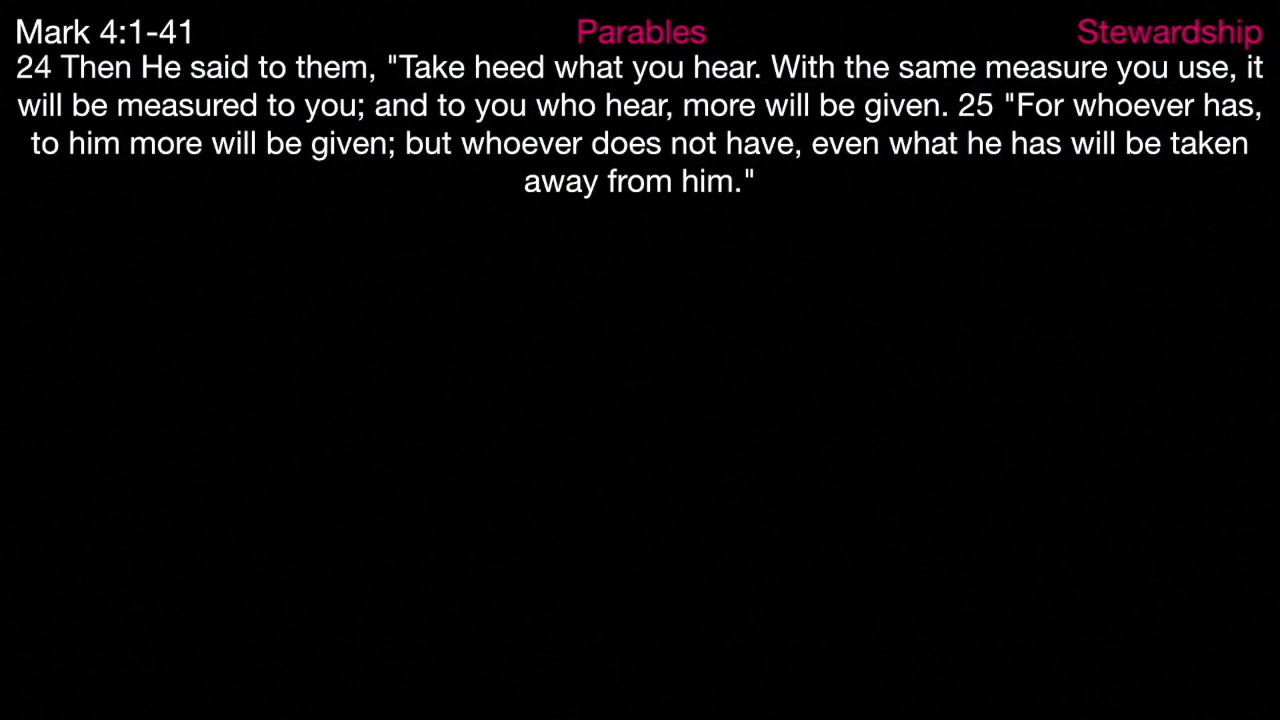 Mark 4:1-41 Parables Stewardship
24 Then He said to them, "Take heed what you hear. With the same measure you use, it
will be measured to you; and to you who hear, more will be given. 25 "For whoever has,
to him more will be given; but whoever does not have, even what he has will be taken
away from him."